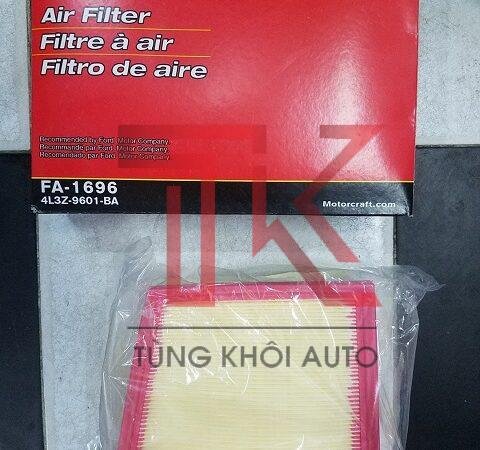 Air Filter
Filtre à air
Filtro de aire
Recommended by Ford Motor Company.
Recommandé par Ford Motor Company.
Recomendado por Ford Motor Company.
FA-1696
4L3Z-9601-BA
Motorcraft.com
TK
TÙNG KHÔI AUTO